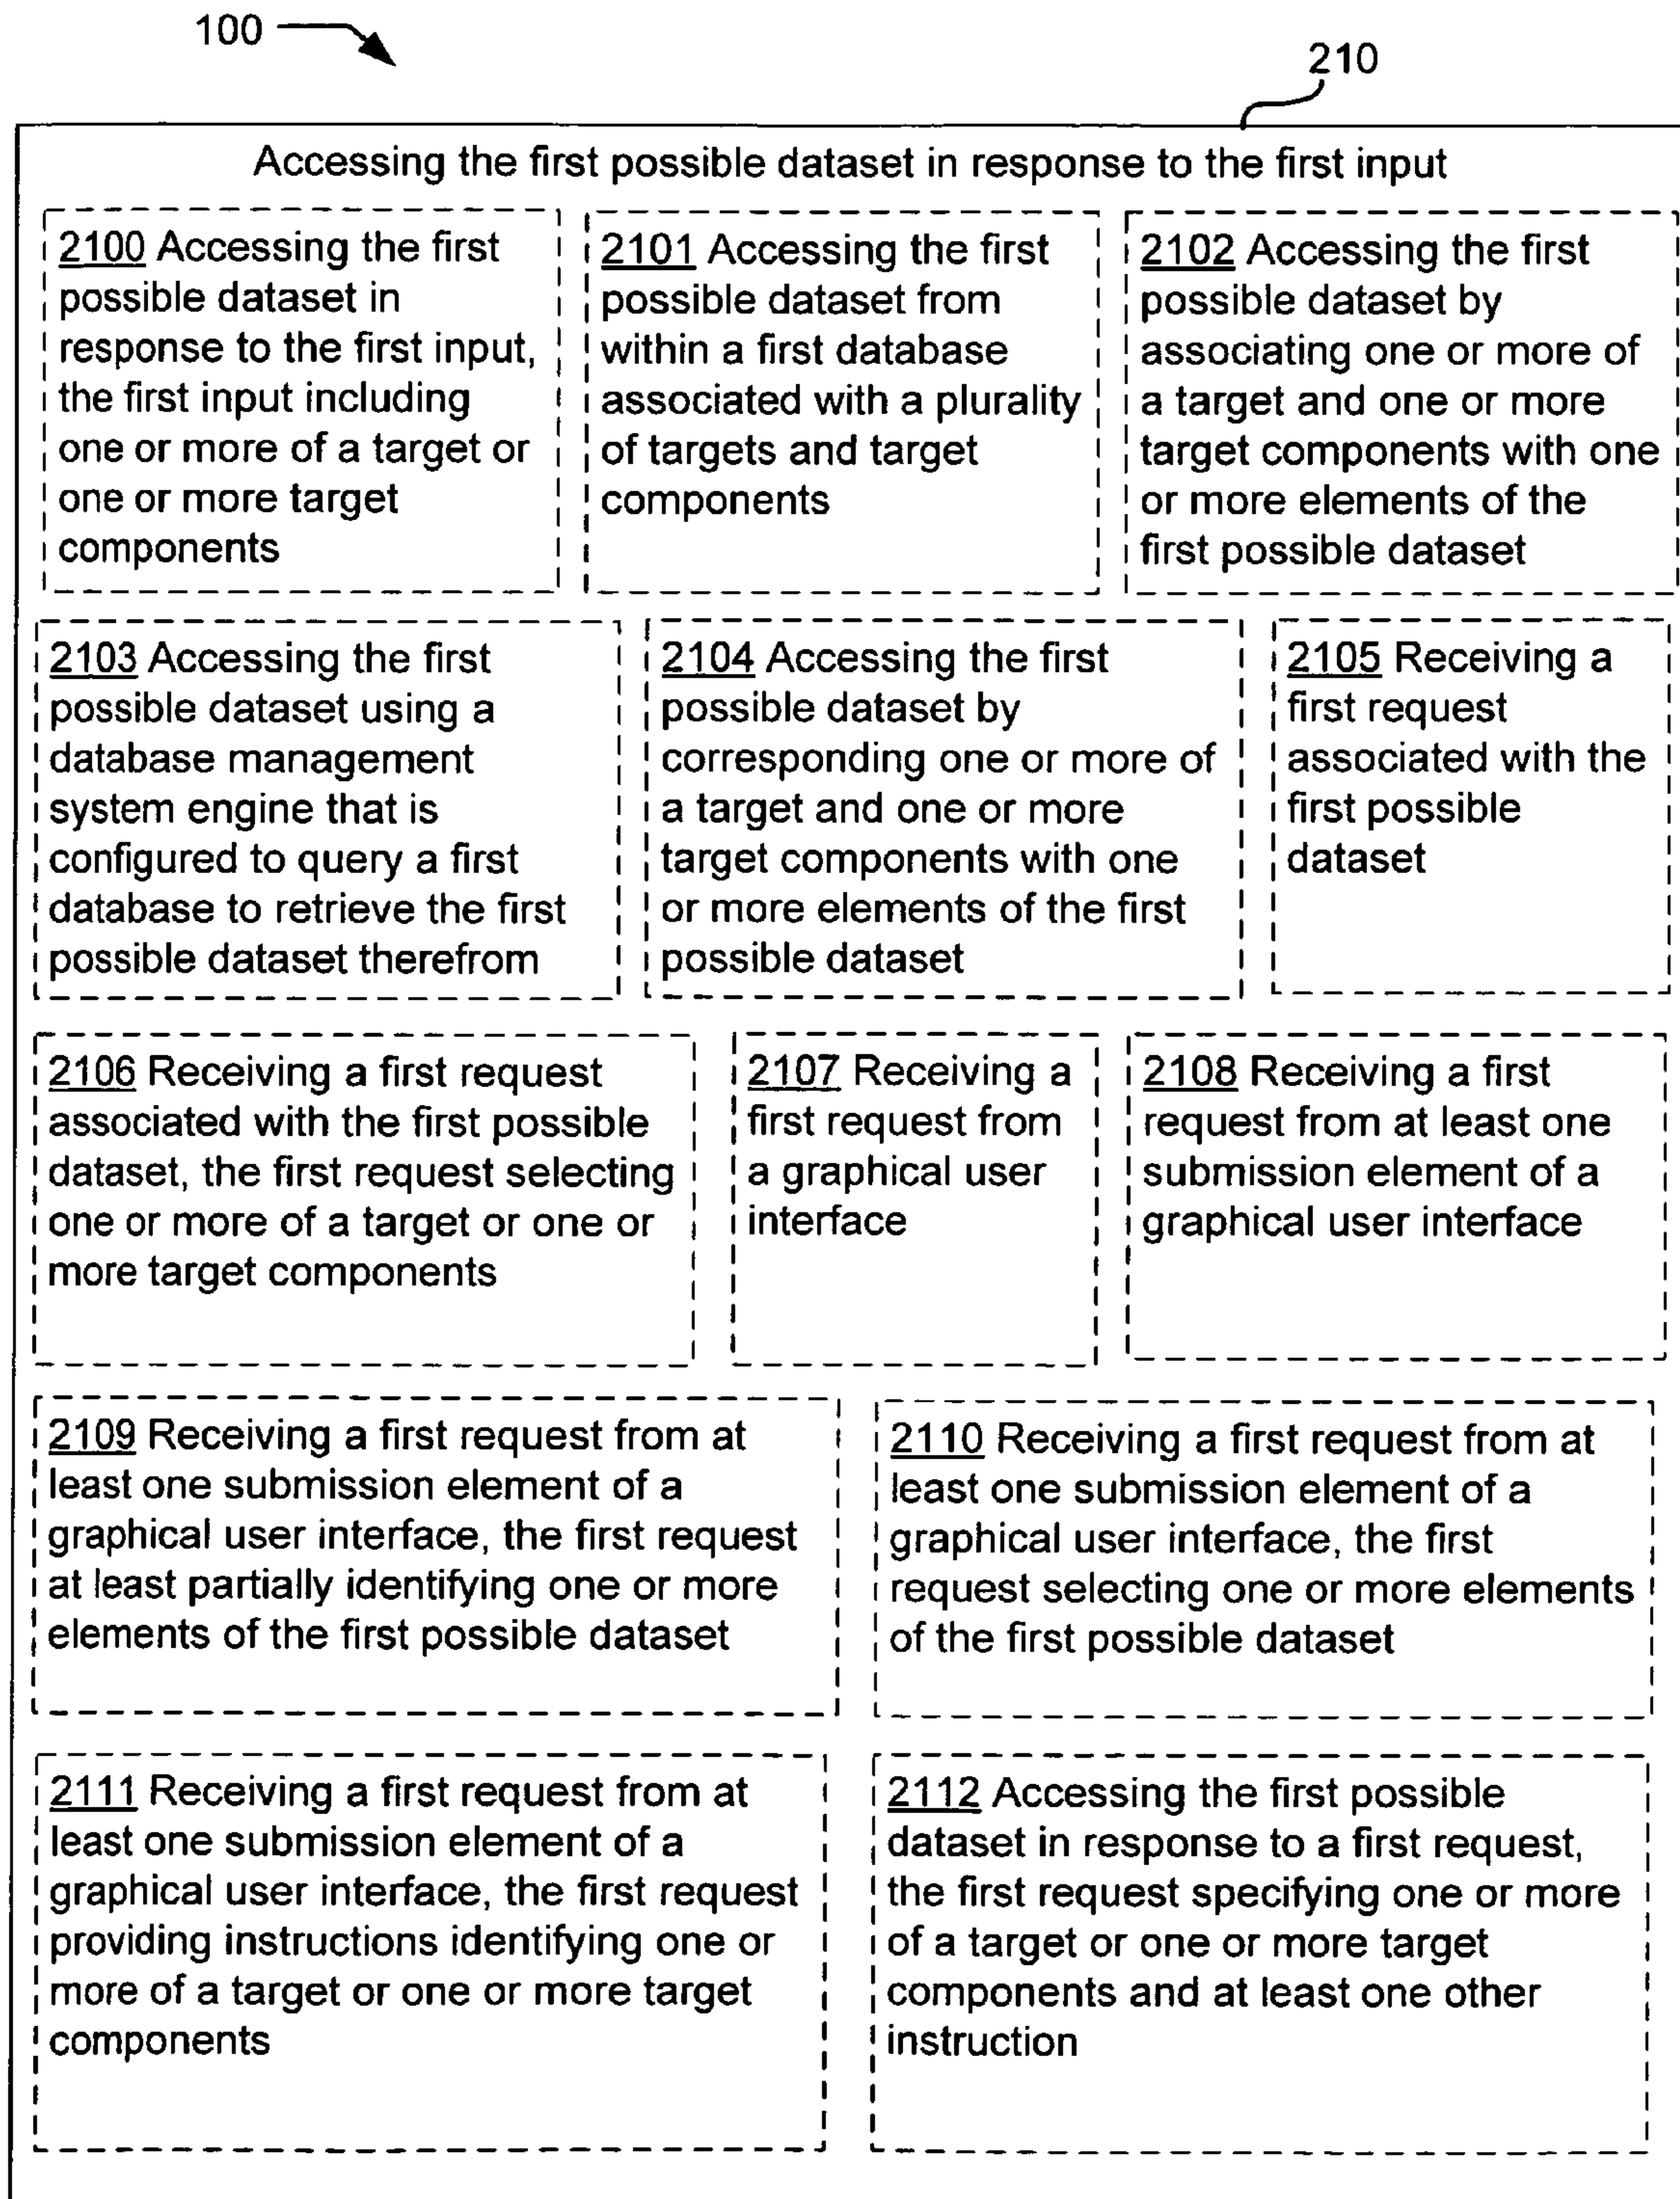 100
210
Accessing the first possible dataset in response to the first input
2100 Accessing the first
possible dataset in
response to the first input,
the first input including
one or more of a target or
one or more target
components
2101 Accessing the first
possible dataset from
within a first database
associated with a plurality
of targets and target
components
2102 Accessing the first
possible dataset by
associating one or more of
a target and one or more
target components with one
or more elements of the
first possible dataset
2103 Accessing the first
possible dataset using a
database management
system engine that is
configured to query a first
database to retrieve the first
possible dataset therefrom
2104 Accessing the first
possible dataset by
corresponding one or more of
a target and one or more
target components with one
or more elements of the first
possible dataset
2105 Receiving a
first request
associated with the
first possible
dataset
2106 Receiving a first request
associated with the first possible
dataset, the first request selecting
one or more of a target or one or
more target components
2107 Receiving a
first request from
a graphical user
interface
2108 Receiving a first
request from at least one
submission element of a
graphical user interface
2109 Receiving a first request from at
least one submission element of a
graphical user interface, the first request
at least partially identifying one or more
elements of the first possible dataset
2110 Receiving a first request from at
least one submission element of a
graphical user interface, the first
request selecting one or more elements
of the first possible dataset
2111 Receiving a first request from at
least one submission element of a
graphical user interface, the first request
providing instructions identifying one or
more of a target or one or more target
components
2112 Accessing the first possible
dataset in response to a first request,
the first request specifying one or more
of a target or one or more target
components and at least one other
instruction